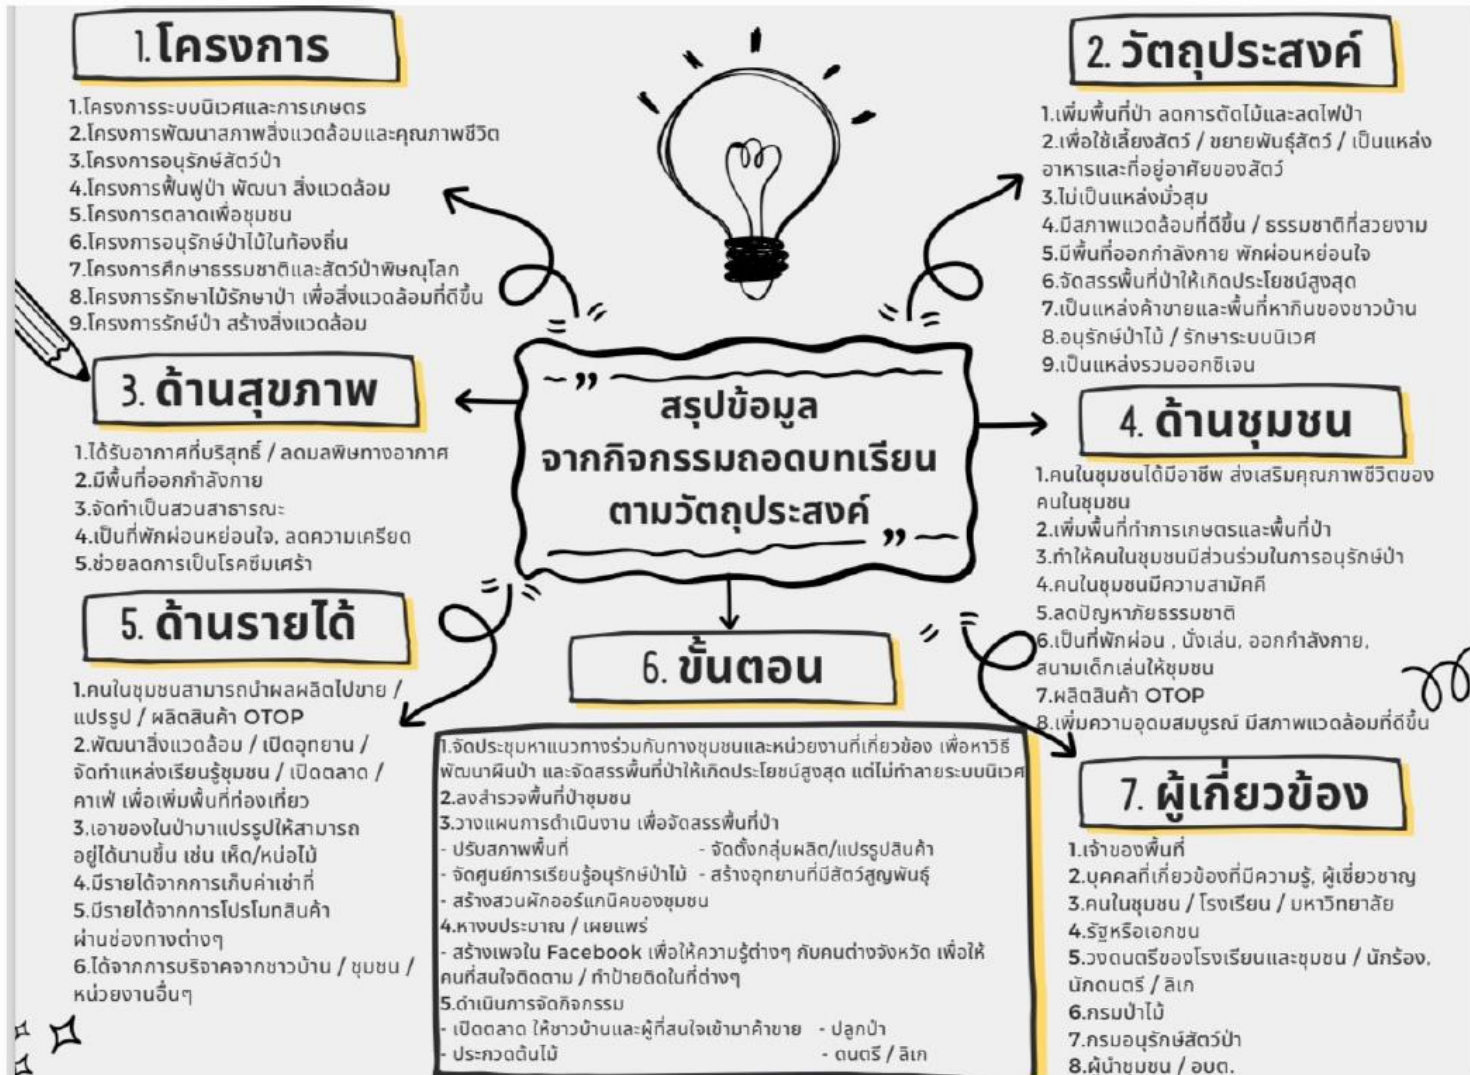 1. โครงการ
1.โครงการระบบนิเวศและการเกษตร
2.โครงการพัฒนาสภาพสิ่งแวดล้อมและคุณภาพชีวิต
3.โครงการอนุรักษ์สัตว์ป่า
4.โครงการฟื้นฟูป่า พัฒนา สิ่งแวดล้อม
5.โครงการตลาดเพื่อชุมชน
6.โครงการอนุรักษ์ป่าไม้ในท้องถิ่น
7.โครงการศึกษาธรรมชาติและสัตว์ป่าพิษณุโลก
8.โครงการรักษาไม้รักษาป่า เพื่อสิ่งแวดล้อมที่ดีขึ้น
9.โครงการรักษ์ป่า สร้างสิ่งแวดล้อม
2. วัตถุประสงค์
1.เพิ่มพื้นที่ป่า ลดการตัดไม้และลดไฟป่า
2.เพื่อใช้เลี้ยงสัตว์ / ขยายพันธุ์สัตว์ / เป็นแหล่ง
อาหารและที่อยู่อาศัยของสัตว์
3.ไม่เป็นแหล่งมั่วสุม
4.มีสภาพแวดล้อมที่ดีขึ้น / ธรรมชาติที่สวยงาม
5.มีพื้นที่ออกกำลังกาย พักผ่อนหย่อนใจ
6.จัดสรรพื้นที่ป่าให้เกิดประโยชน์สูงสุด
7.เป็นแหล่งค้าขายและพื้นที่หากินของชาวบ้าน
8.อนุรักษ์ป่าไม้ / รักษาระบบนิเวศ
9.เป็นแหล่งรวมออกซิเจน
สรุปข้อมูล
จากกิจกรรมถอดบทเรียน
ตามวัตถุประสงค์
3. ด้านสุขภาพ
1.ได้รับอากาศที่บริสุทธิ์ / ลดมลพิษทางอากาศ
2.มีพื้นที่ออกกำลังกาย
3.จัดทำเป็นสวนสาธารณะ
4.เป็นที่พักผ่อนหย่อนใจ, ลดความเครียด
5.ช่วยลดการเป็นโรคซึมเศร้า
4. ด้านชุมชน
1.คนในชุมชนได้มีอาชีพ ส่งเสริมคุณภาพชีวิตของ
คนในชุมชน
2.เพิ่มพื้นที่ทำการเกษตรและพื้นที่ป่า
3.ทำให้คนในชุมชนมีส่วนร่วมในการอนุรักษ์ป่า
4.คนในชุมชนมีความสามัคคี
5.ลดปัญหาภัยธรรมชาติ
6.เป็นที่พักผ่อน , นั่งเล่น, ออกกำลังกาย,
สนามเด็กเล่นให้ชุมชน
7.ผลิตสินค้า OTOP
8.เพิ่มความอุดมสมบูรณ์ มีสภาพแวดล้อมที่ดีขึ้น
5. ด้านรายได้
1.คนในชุมชนสามารถนำผลผลิตไปขาย /
แปรรูป / ผลิตสินค้า OTOP
2.พัฒนาสิ่งแวดล้อม / เปิดอุทยาน /
จัดทำแหล่งเรียนรู้ชุมชน / เปิดตลาด /
คาเฟ่ เพื่อเพิ่มพื้นที่ท่องเที่ยว
3.เอาของในป่ามาแปรรูปให้สามารถ
อยู่ได้นานขึ้น เช่น เห็ด/หน่อไม้
4.มีรายได้จากการเก็บค่าเช่าที่
5.มีรายได้จากการโปรโมทสินค้า
ผ่านช่องทางต่างๆ
6.ได้จากการบริจาคจากชาวบ้าน / ชุมชน /
หน่วยงานอื่นๆ
6. ขั้นตอน
1.จัดประชุมหาแนวทางร่วมกับทางชุมชนและหน่วยงานที่เกี่ยวข้อง เพื่อหาวิธี
พัฒนาผืนป่า และจัดสรรพื้นที่ป่าให้เกิดประโยชน์สูงสุด แต่ไม่ทำลายระบบนิเวศ
2.ลงสำรวจพื้นที่ป่าชุมชน
3.วางแผนการดำเนินงาน เพื่อจัดสรรพื้นที่ป่า
- ปรับสภาพพื้นที่ - จัดตั้งกลุ่มผลิต/แปรรูปสินค้า
- จัดศูนย์การเรียนรู้อนุรักษ์ป่าไม้ - สร้างอุทยานที่มีสัตว์สูญพันธุ์
- สร้างสวนผักออร์แกนิคของชุมชน
4.หางบประมาณ / เผยแพร่
- สร้างเพจใน Facebook เพื่อให้ความรู้ต่างๆ กับคนต่างจังหวัด เพื่อให้
คนที่สนใจติดตาม / ทำป้ายติดในที่ต่างๆ
5.ดำเนินการจัดกิจกรรม
- เปิดตลาด ให้ชาวบ้านและผู้ที่สนใจเข้ามาค้าขาย - ปลูกป่า
- ประกวดต้นไม้ - ดนตรี / ลิเก
7. ผู้เกี่ยวข้อง
1.เจ้าของพื้นที่
2.บุคคลที่เกี่ยวข้องที่มีความรู้, ผู้เชี่ยวชาญ
3.คนในชุมชน / โรงเรียน / มหาวิทยาลัย
4.รัฐหรือเอกชน
5.วงดนตรีของโรงเรียนและชุมชน / นักร้อง,
นักดนตรี / ลิเก
6.กรมป่าไม้
7.กรมอนุรักษ์สัตว์ป่า
8.ผู้นำชุมชน / อบต.